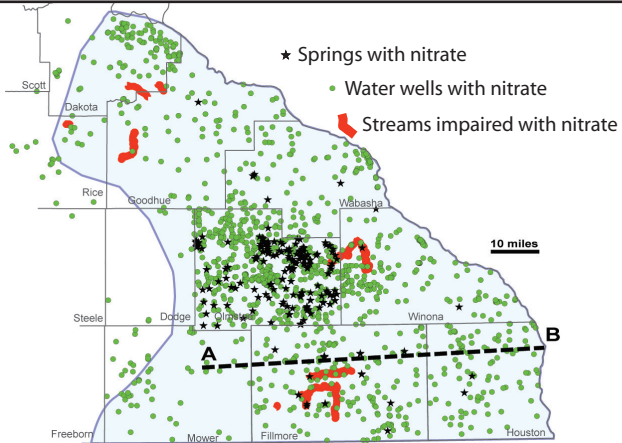 Springs with nitrate
Water wells with nitrate
Streams impaired with nitrate
Scott
Dakota
Rice
Goodhue
Wabasha
10 miles
Steele
Dodge
Olmsted
Winona
A
B
Freeborn
Mower
Fillmore
Houston